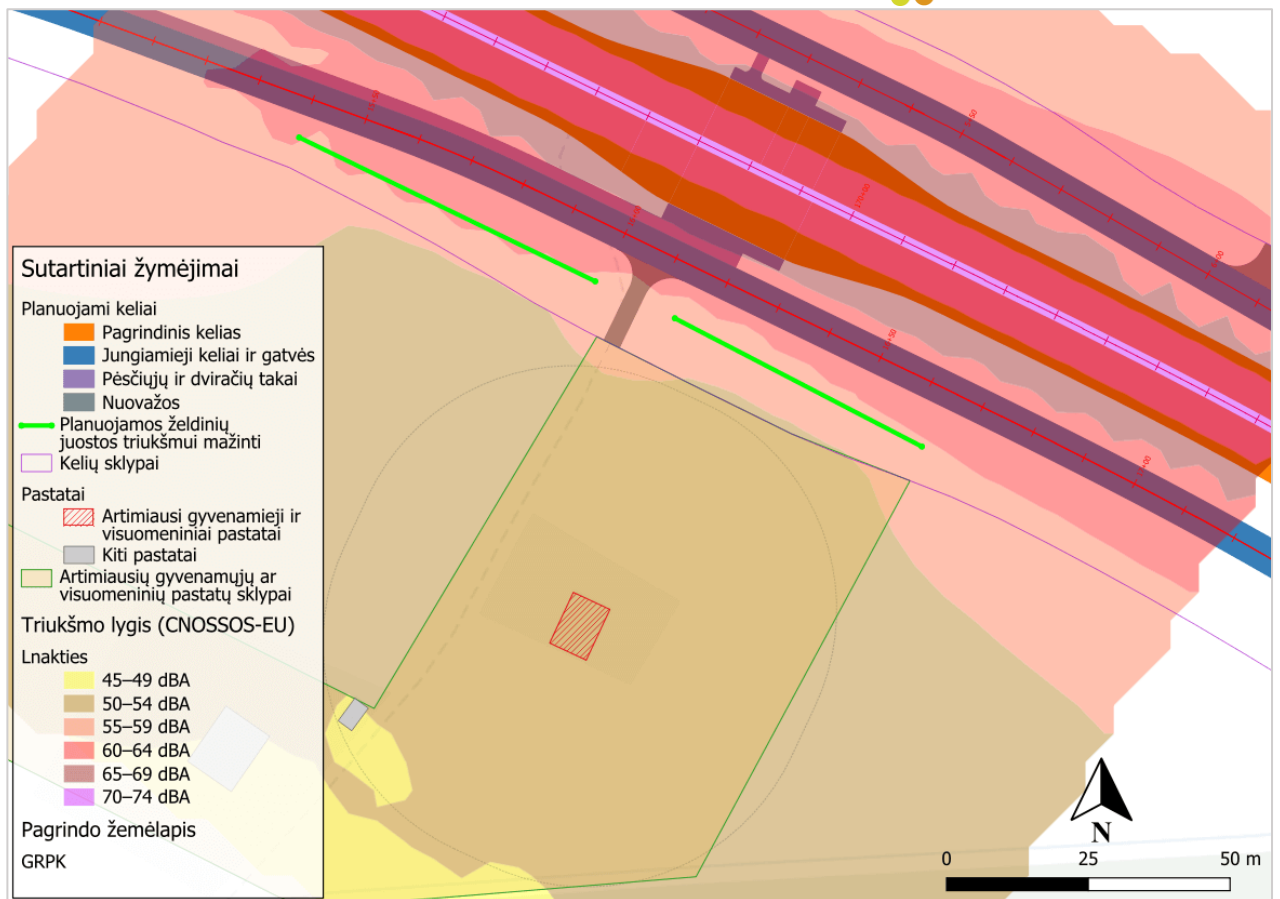 Sutartiniai žymėjimai
Planuojami keliai
Pagrindinis kelias
Jungiamieji keliai ir gatvės
Pėsčiųjų ir dviračių takai
Nuovažos
Planuojamos želdinių
juostos triukšmui mažinti
Kelių sklypai
Pastatai
Artimiausi gyvenamieji ir
visuomeniniai pastatai
Kiti pastatai
Artimiausių gyvenamųjų ar
visuomeninių pastatų sklypai
Triukšmo lygis (CNOSSOS-EU)
Lnakties
45–49 dBA
50–54 dBA
55–59 dBA
60–64 dBA
65–69 dBA
70–74 dBA
Pagrindo žemėlapis
GRPK
170+00
N
0 25 50 m